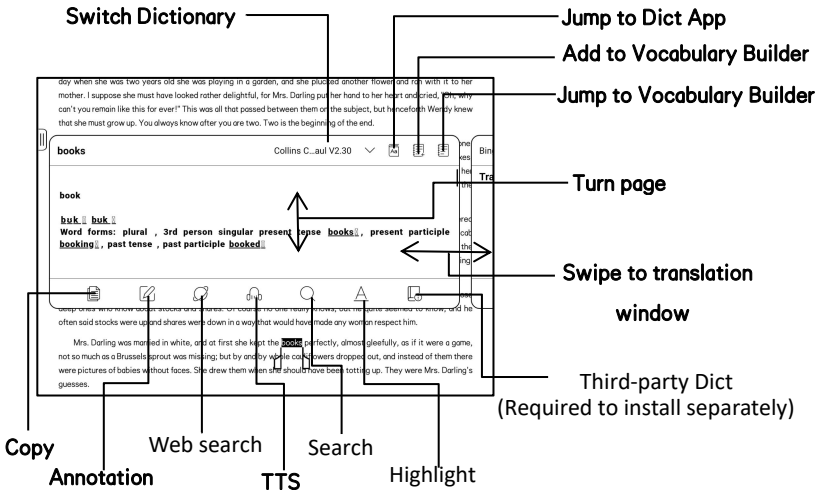 Switch Dictionary
Jump to Dict App
Add to Vocabulary Builder
Jump to Vocabulary Builder
day when she was two years old she was playing in a garden, and she plucked another flower and ran with it to her
mother. I suppose she must have looked rather delightful, for Mrs. Darling put her hand to her heart and cried, "Oh, why
can't you remain like this for ever!" This was all that passed between them on the subject, but henceforth Wendy knew
that she must grow up. You always know after you are two. Two is the beginning of the end.
books
Collins C...aul V2.30
Aa
Tra
Turn page
book
buk buk
Word forms: plural , 3rd person singular present tense books , present participle
booking , past tense , past participle booked
Swipe to translation
window
often said stocks were up and shares were down in a way that would have made any woman respect him.
Mrs. Darling was married in white, and at first she kept the books perfectly, almost gleefully, as if it were a game,
not so much as a Brussels sprout was missing; but by and by whole cauliflowers dropped out, and instead of them there
were pictures of babies without faces. She drew them when she should have been totting up. They were Mrs. Darling's
guesses.
Third-party Dict
(Required to install separately)
Copy
Web search
Search
Annotation
TTS
Highlight